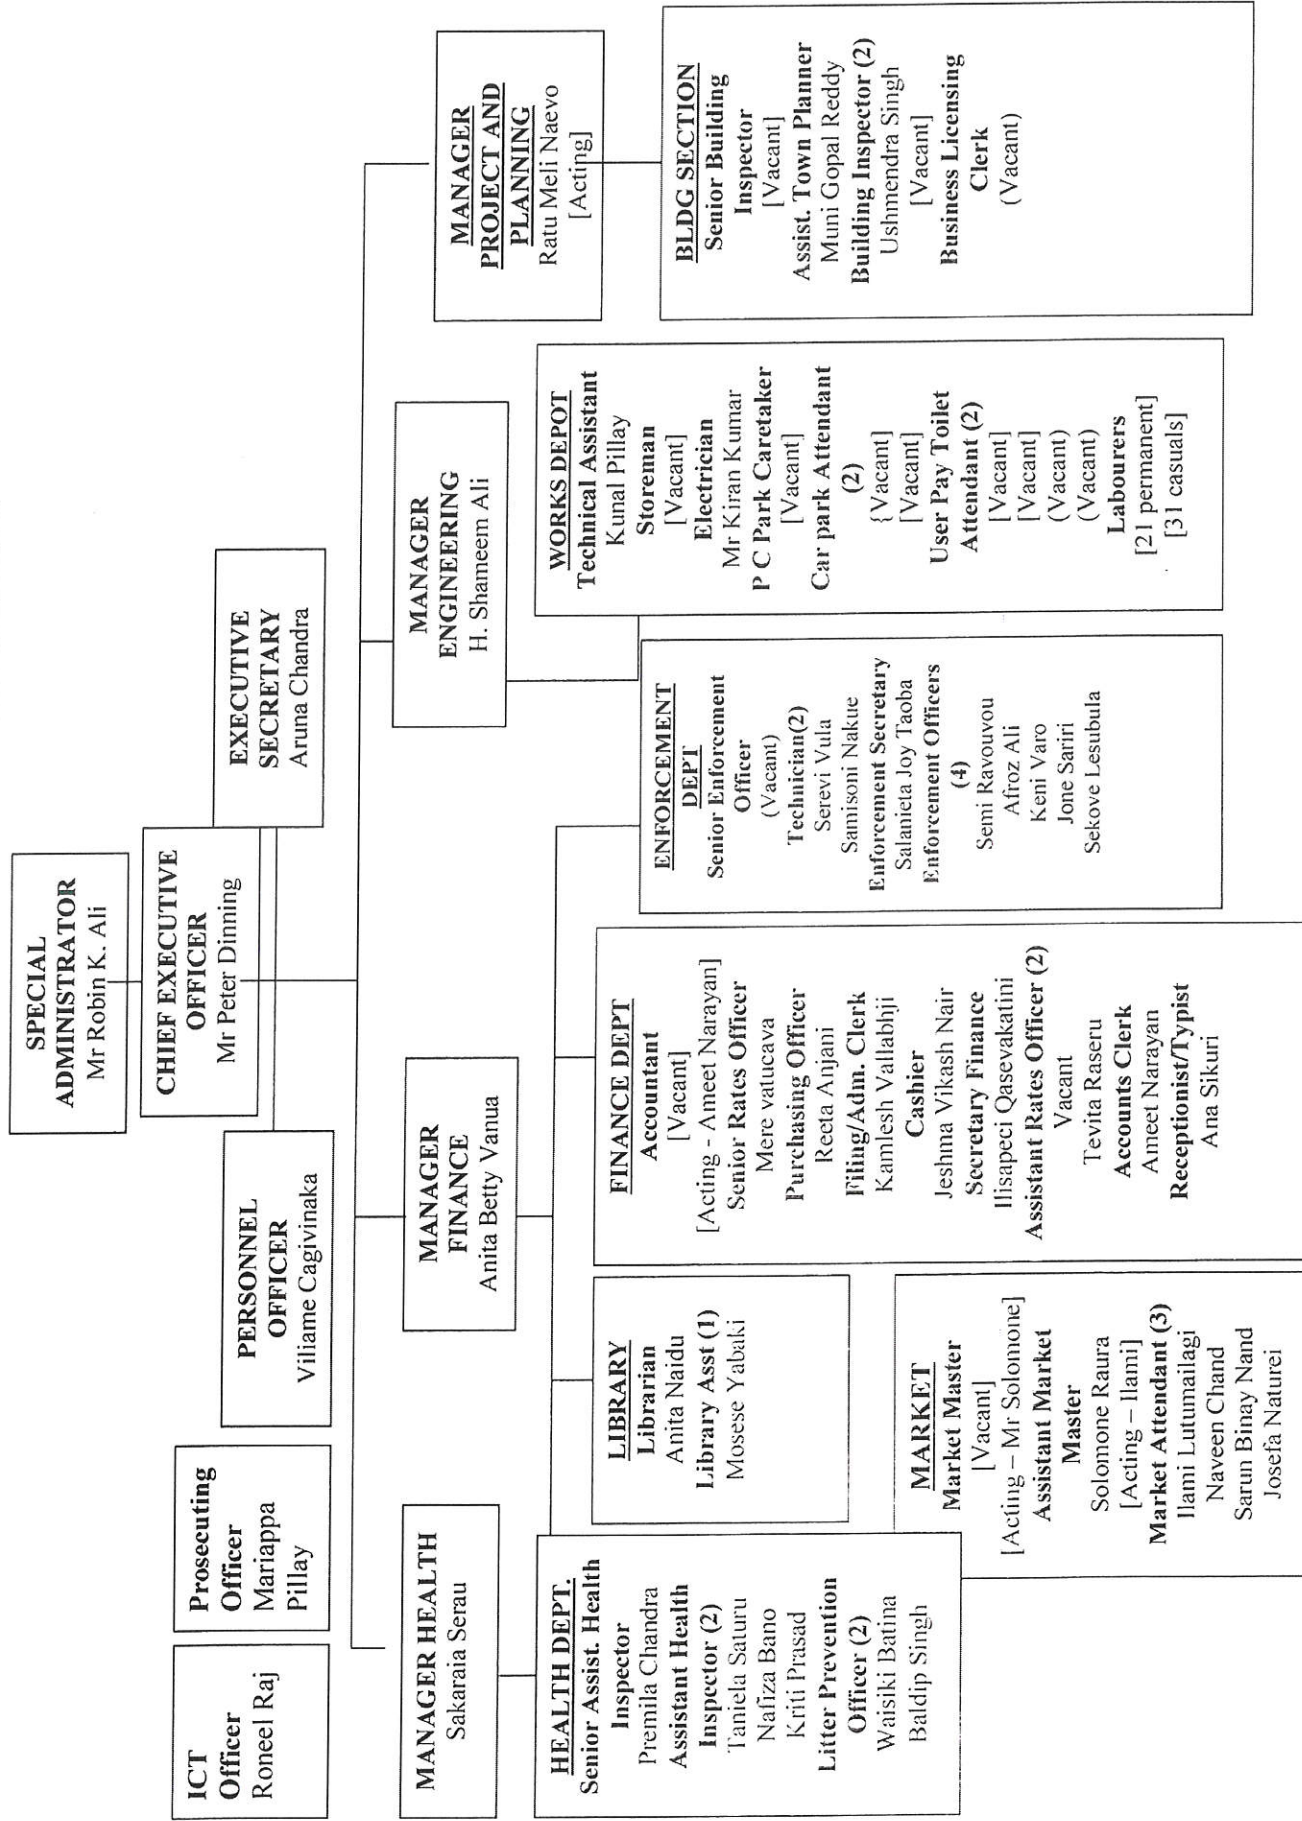 SPECIAL
ADMINISTRATOR
Mr Robin K. Ali
CHIEF EXECUTIVE
OFFICER
Mr Peter Dinning
EXECUTIVE
SECRETARY
Aruna Chandra
PERSONNEL
OFFICER
Viliame Cagivinaka
Prosecuting
Officer
Mariappa
Pillay
ICT
Officer
Roneel Raj
MANAGER HEALTH
Sakaraia Serau
MANAGER
FINANCE
Anita Betty Vanua
MANAGER
ENGINEERING
H. Shameem Ali
MANAGER
PROJECT AND
PLANNING
Ratu Meli Naevo
[Acting]
HEALTH DEPT.
Senior Assist. Health
Inspector
Premila Chandra
Assistant Health
Inspector (2)
Taniela Saturu
Nafiza Bano
Kriti Prasad
Litter Prevention
Officer (2)
Waisiki Batina
Baldip Singh
LIBRARY
Librarian
Anita Naidu
Library Asst (1)
Mosese Yabaki
MARKET
Market Master
[Vacant]
[Acting – Mr Solomone]
Assistant Market
Master
Solomone Raura
[Acting – Ilami]
Market Attendant (3)
Ilami Lutumailagi
Naveen Chand
Sarun Binay Nand
Josefa Naturei
FINANCE DEPT
Accountant
[Vacant]
[Acting - Ameet Narayan]
Senior Rates Officer
Mere vatucava
Purchasing Officer
Reeta Anjani
Filing/Adm. Clerk
Kamlesh Vallabhji
Cashier
Jeshma Vikash Nair
Secretary Finance
Ilisapeci Qasevakatini
Assistant Rates Officer (2)
Vacant
Tevita Raseru
Accounts Clerk
Ameet Narayan
Receptionist/Typist
Ana Sikuri
ENFORCEMENT
DEPT
Senior Enforcement
Officer
(Vacant)
Technician(2)
Serevi Vula
Samisoni Nakue
Enforcement Secretary
Salanieta Joy Taoba
Enforcement Officers
(4)
Semi Ravouvou
Afroz Ali
Keni Varo
Jone Sariri
Sekove Lesubula
WORKS DEPOT
Technical Assistant
Kunal Pillay
Storeman
[Vacant]
Electrician
Mr Kiran Kumar
P C Park Caretaker
[Vacant]
Car park Attendant
(2)
{Vacant]
[Vacant]
User Pay Toilet
Attendant (2)
[Vacant]
[Vacant]
(Vacant)
(Vacant)
Labourers
[21 permanent]
[31 casuals]
BLDG SECTION
Senior Building
Inspector
[Vacant]
Assist. Town Planner
Muni Gopal Reddy
Building Inspector (2)
Ushmendra Singh
[Vacant]
Business Licensing
Clerk
(Vacant)